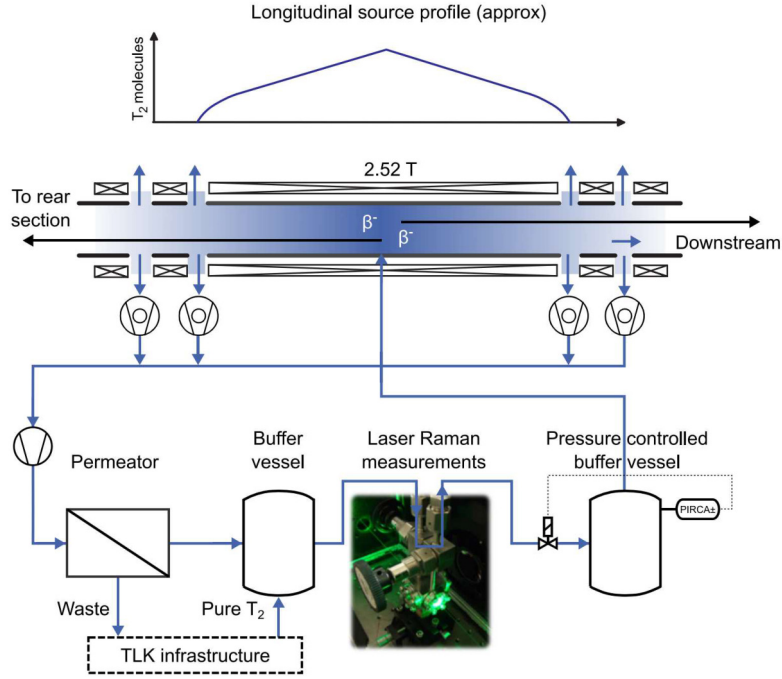 Longitudinal source profile (approx)
T₂ molecules
2.52 T
To rear
section
β⁻
β⁻
Downstream
Permeator
Buffer
vessel
Laser Raman
measurements
Pressure controlled
buffer vessel
PIRCA±
Waste
Pure T₂
TLK infrastructure